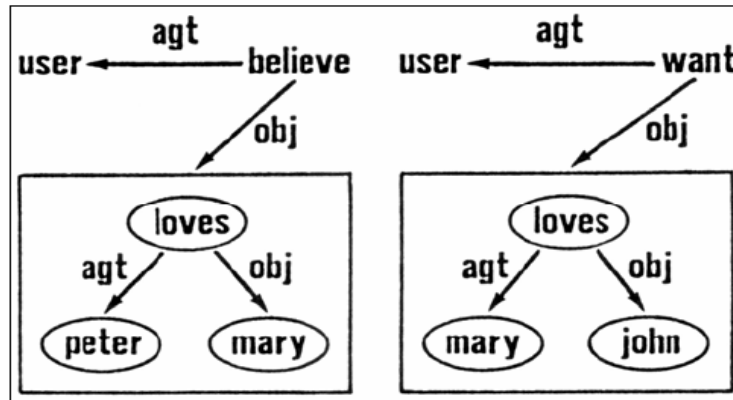 agt agt
user believe user want
obj obj
loves loves
agt obj agt obj
peter mary mary john